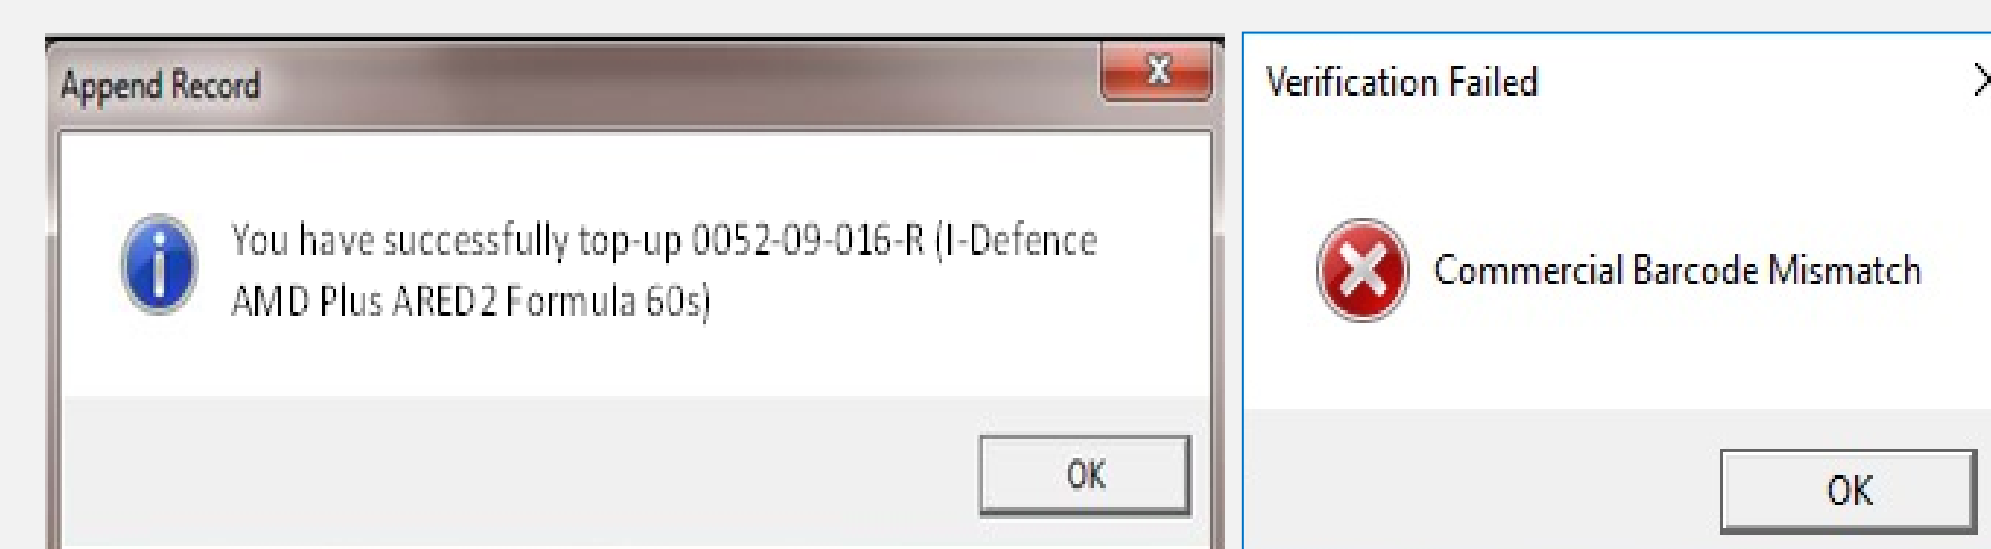 Append Record
You have successfully top-up 0052-09-016-R (I-Defence
AMD Plus ARED2 Formula 60s)
OK
Verification Failed
Commercial Barcode Mismatch
OK